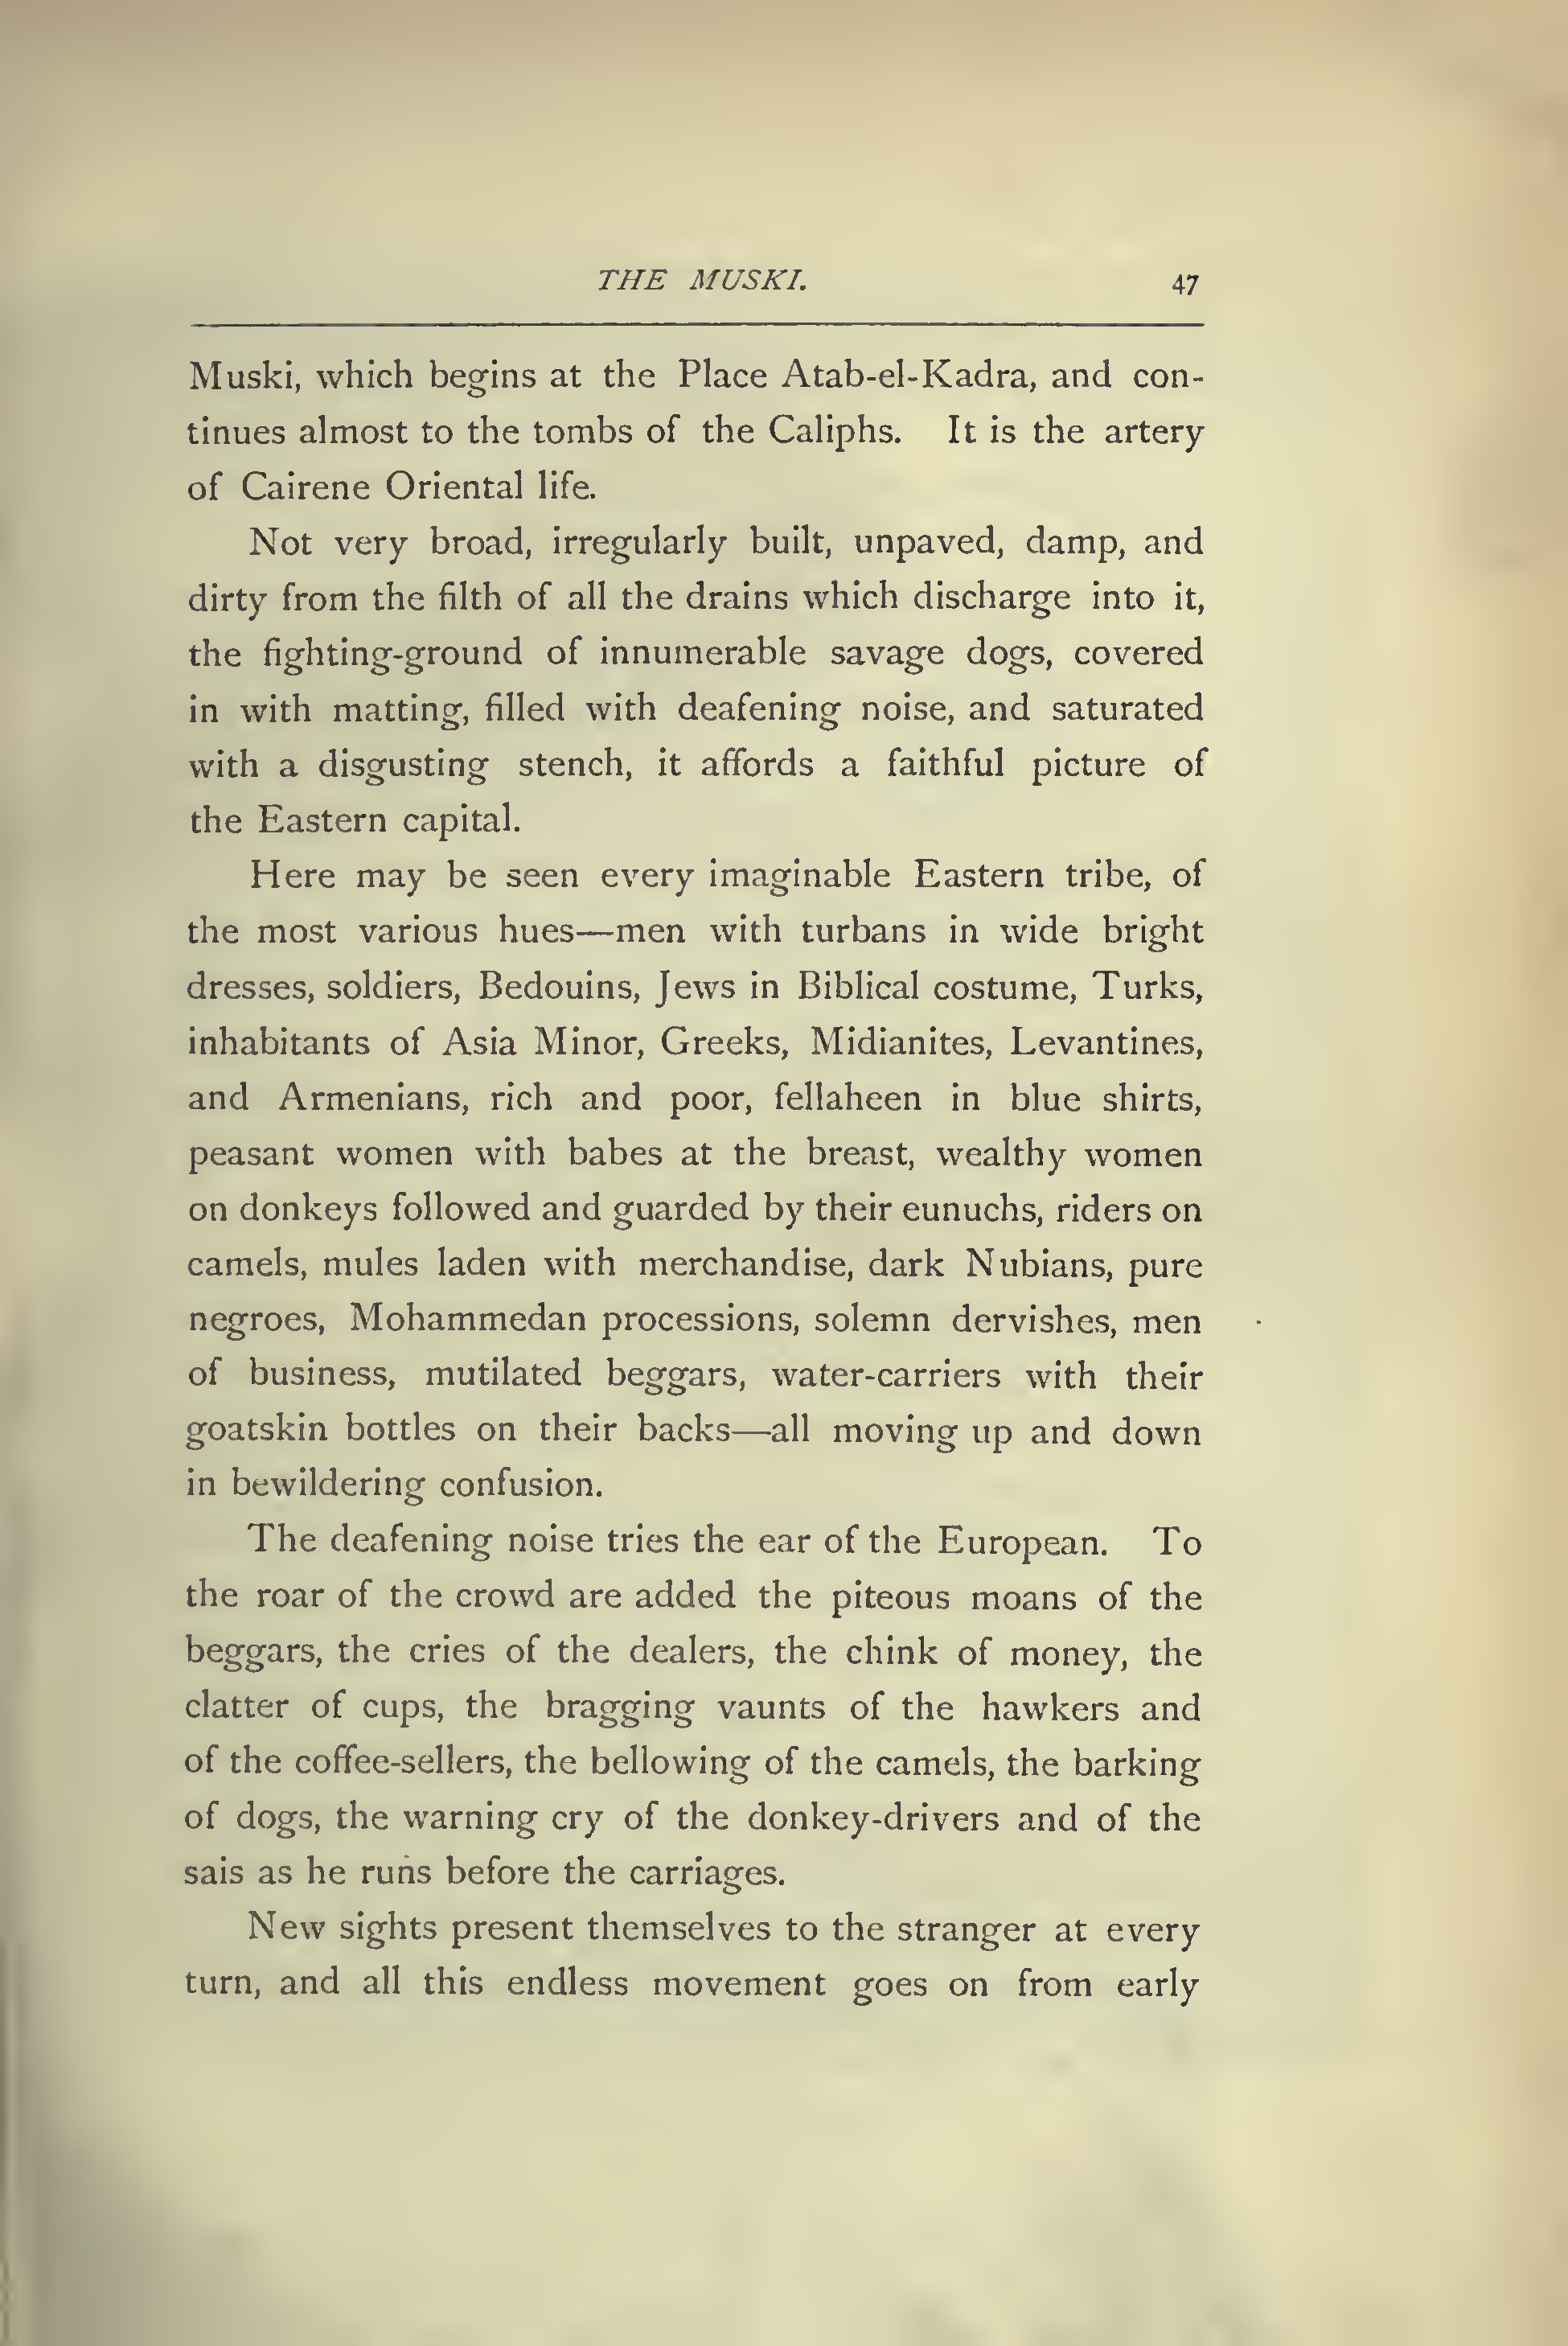 THE MUSKI. 47
Muski, which begins at the Place Atab-el-Kadra, and con-
tinues almost to the tombs of the Caliphs. It is the artery
of Cairene Oriental life.
Not very broad, irregularly built, unpaved, damp, and
dirty from the filth of all the drains which discharge into it,
the fighting-ground of innumerable savage dogs, covered
in with matting, filled with deafening noise, and saturated
with a disgusting stench, it affords a faithful picture of
the Eastern capital.
Here may be seen every imaginable Eastern tribe, of
the most various hues—men with turbans in wide bright
dresses, soldiers, Bedouins, Jews in Biblical costume, Turks,
inhabitants of Asia Minor, Greeks, Midianites, Levantines,
and Armenians, rich and poor, fellaheen in blue shirts,
peasant women with babes at the breast, wealthy women
on donkeys followed and guarded by their eunuchs, riders on
camels, mules laden with merchandise, dark Nubians, pure
negroes, Mohammedan processions, solemn dervishes, men
of business, mutilated beggars, water-carriers with their
goatskin bottles on their backs—all moving up and down
in bewildering confusion.
The deafening noise tries the ear of the European. To
the roar of the crowd are added the piteous moans of the
beggars, the cries of the dealers, the chink of money, the
clatter of cups, the bragging vaunts of the hawkers and
of the coffee-sellers, the bellowing of the camels, the barking
of dogs, the warning cry of the donkey-drivers and of the
sais as he runs before the carriages.
New sights present themselves to the stranger at every
turn, and all this endless movement goes on from early